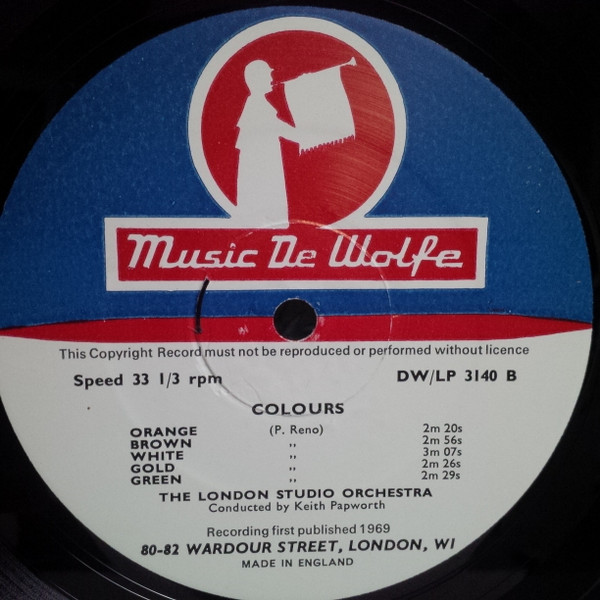 Music De Wolfe
This Copyright Record must not be reproduced or performed without licence
Speed 33 1/3 rpm DW/LP 3140 B
COLOURS
ORANGE (P. Reno) 2m 20s
BROWN ,, 2m 56s
WHITE ,, 3m 07s
GOLD ,, 2m 26s
GREEN ,, 2m 29s
THE LONDON STUDIO ORCHESTRA
Conducted by Keith Papworth
Recording first published 1969
80-82 WARDOUR STREET, LONDON, WI
MADE IN ENGLAND